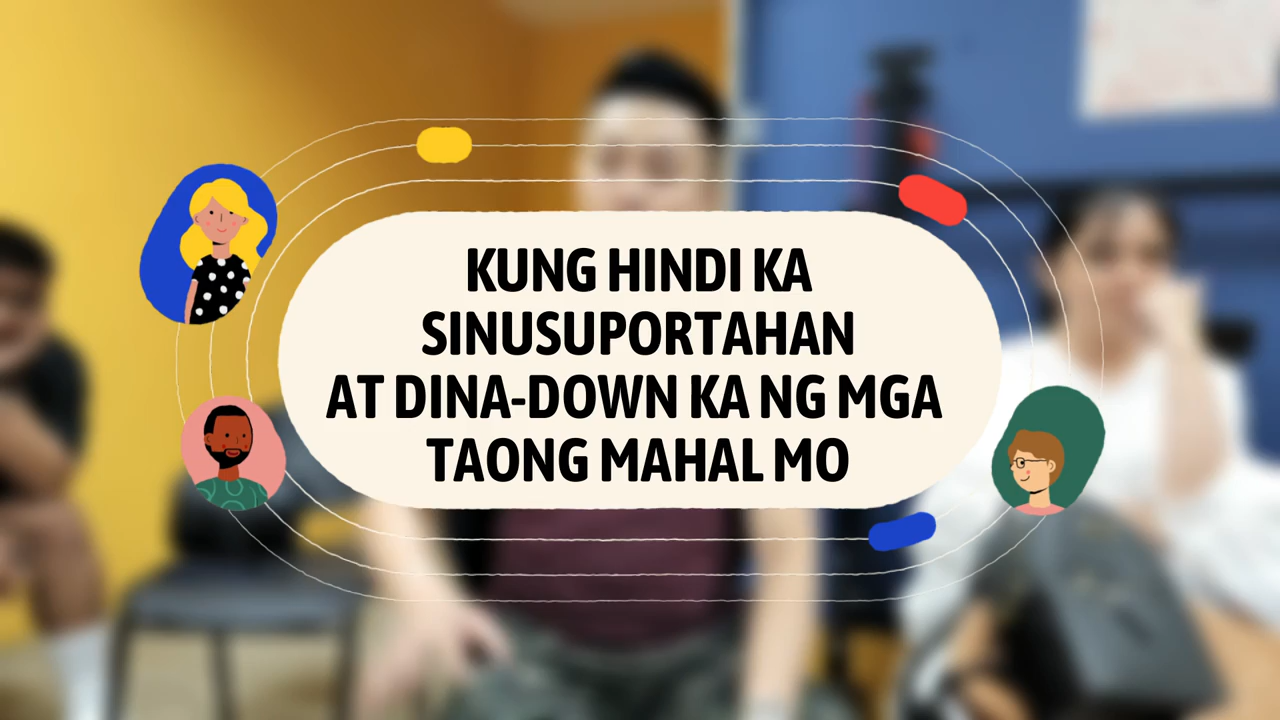 KUNG HINDI KA
SINUSUPORTAHAN
AT DINA-DOWN KA NG MGA
TAONG MAHAL MO